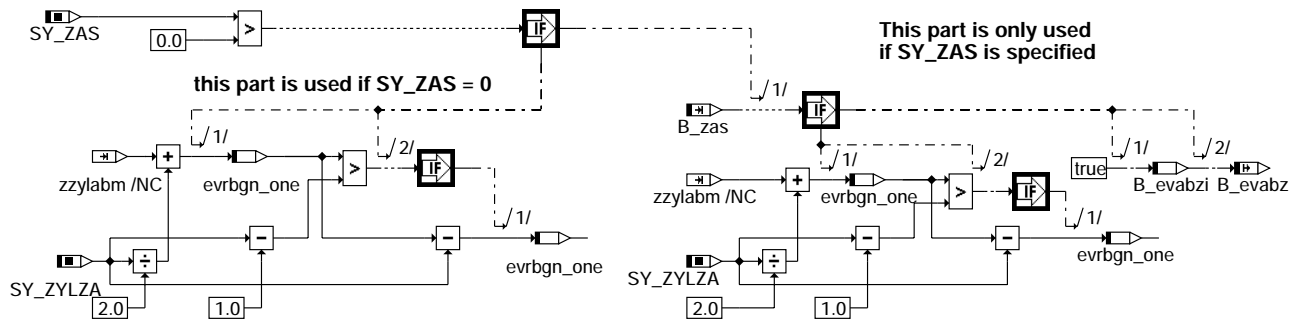 SY_ZAS
0.0
>
IF
this part is used if SY_ZAS = 0
This part is only used
if SY_ZAS is specified
/1/
B_zas
IF
/1/
/2/
zzylabm /NC
+
evrbgn_one
>
IF
/1/
−
−
evrbgn_one
SY_ZYLZA
÷
2.0
1.0
/1/
/2/
true
B_evabzi
B_evabz
/1/
/2/
zzylabm /NC
+
evrbgn_one
>
IF
/1/
−
−
evrbgn_one
SY_ZYLZA
÷
2.0
1.0